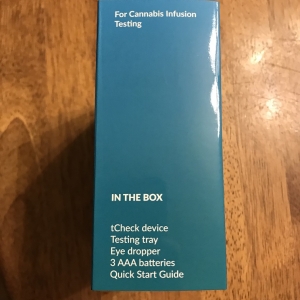 For Cannabis Infusion
Testing
IN THE BOX
tCheck device
Testing tray
Eye dropper
3 AAA batteries
Quick Start Guide